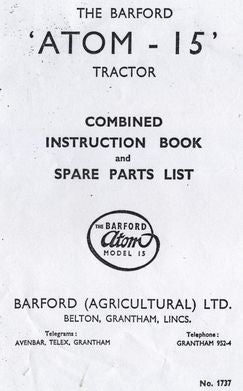 THE BARFORD
'ATOM - 15'
TRACTOR
COMBINED
INSTRUCTION BOOK
and
SPARE PARTS LIST
THE BARFORD
Atom
MODEL 15
BARFORD (AGRICULTURAL) LTD.
BELTON, GRANTHAM, LINCS.
Telegrams: Telephone:
AVENBAR, TELEX, GRANTHAM GRANTHAM 952-4
No. 1737